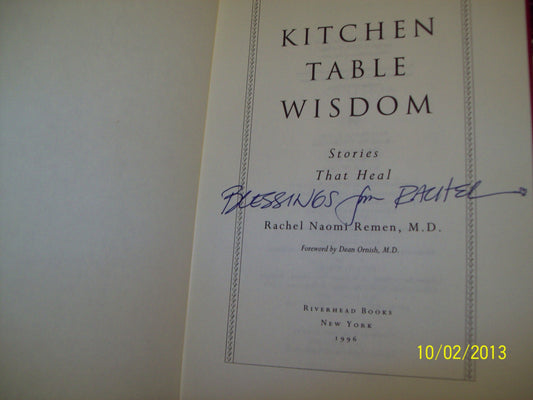 KITCHEN
TABLE
WISDOM
Stories
That Heal
BLESSINGS from RACHEL
Rachel Naomi Remen, M.D.
Foreword by Dean Ornish, M.D.
RIVERHEAD BOOKS
NEW YORK
1996
10/02/2013